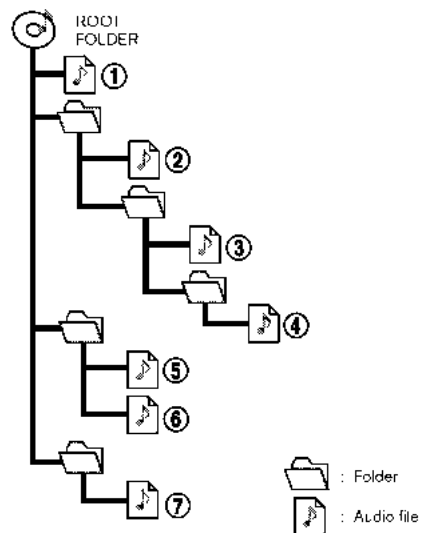 ROOT
FOLDER
①
②
③
④
⑤
⑥
⑦
: Folder
: Audio file